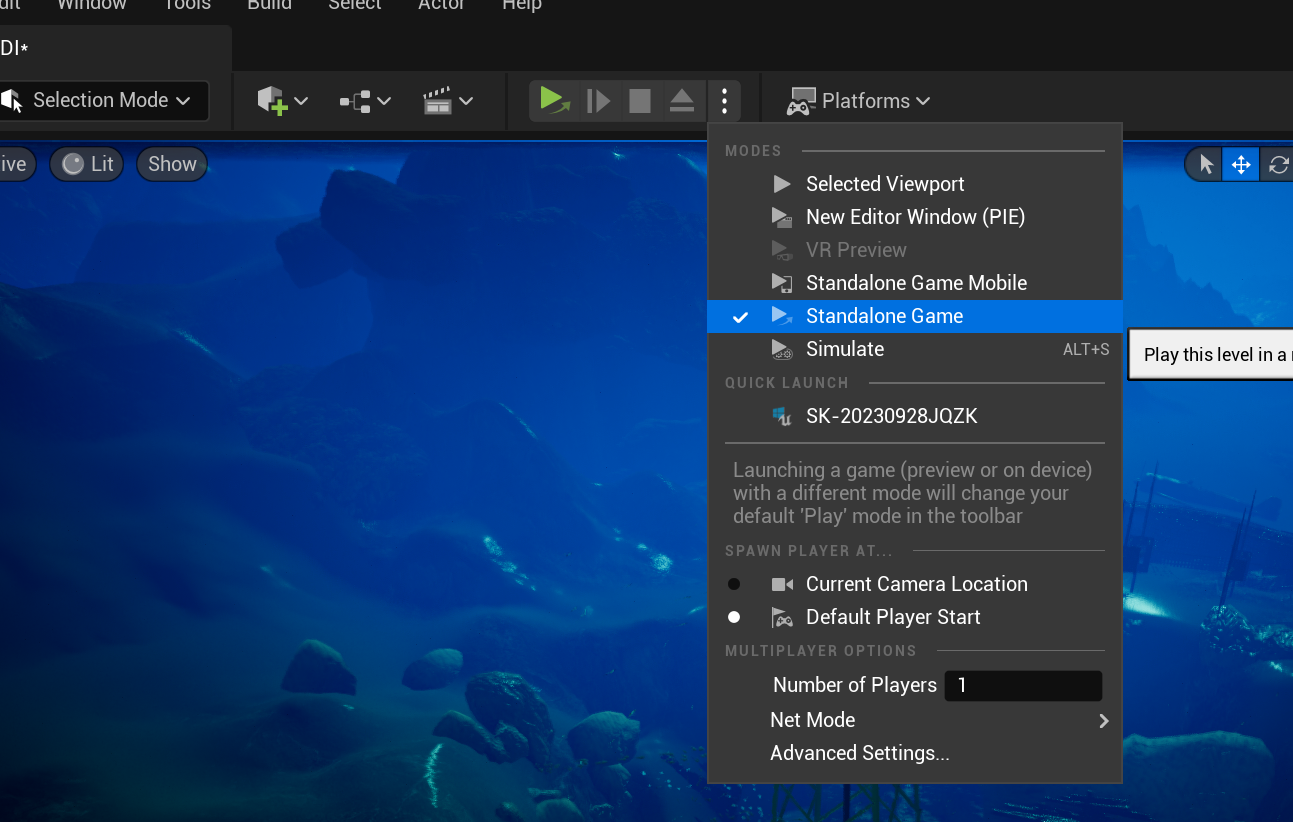 Window Tools Build Select Actor Help
DI*
Selection Mode
Platforms
Lit
Show
MODES
Selected Viewport
New Editor Window (PIE)
VR Preview
Standalone Game Mobile
Standalone Game
Simulate ALT+S
Play this level in a
QUICK LAUNCH
SK-20230928JQZK
Launching a game (preview or on device)
with a different mode will change your
default 'Play' mode in the toolbar
SPAWN PLAYER AT...
Current Camera Location
Default Player Start
MULTIPLAYER OPTIONS
Number of Players 1
Net Mode
Advanced Settings...